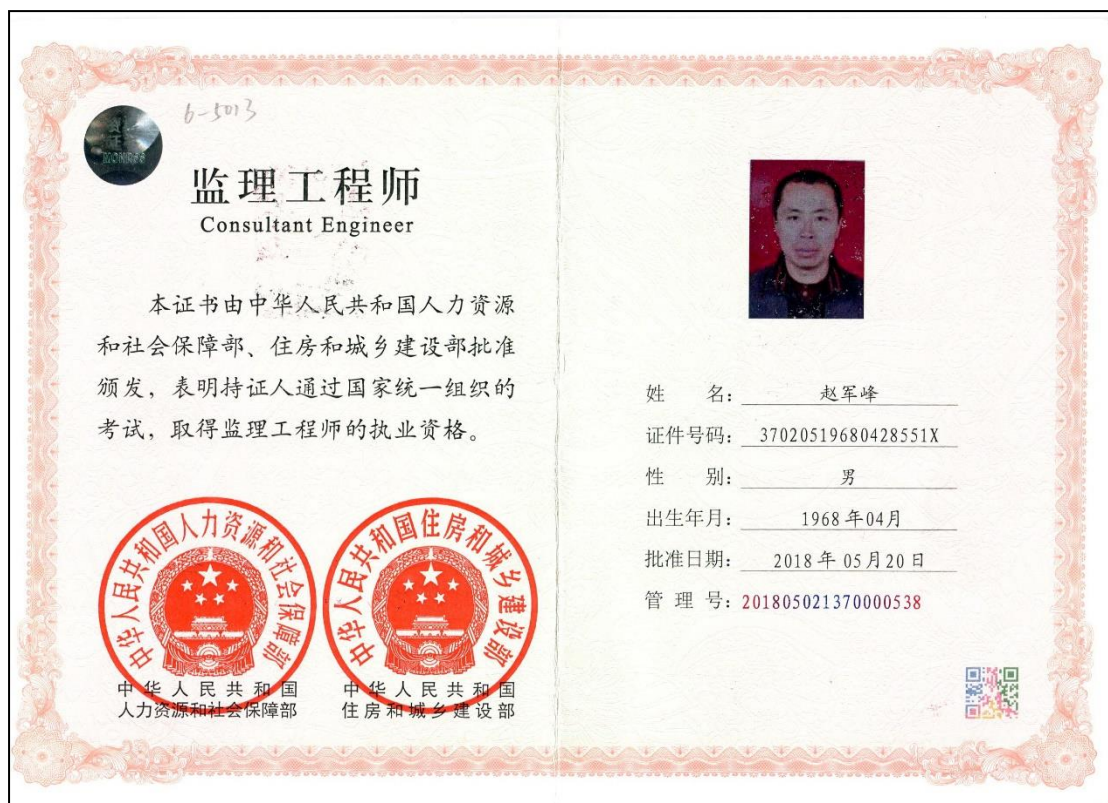 6-5013
监理工程师
Consultant Engineer
本证书由中华人民共和国人力资源
和社会保障部、住房和城乡建设部批准
颁发，表明持证人通过国家统一组织的
考试，取得监理工程师的执业资格。
中华人民共和国人力资源和社会保障部
中华人民共和国住房和城乡建设部
中华人民共和国
人力资源和社会保障部
中华人民共和国
住房和城乡建设部
姓 名： 赵军峰
证件号码： 37020519680428551X
性 别： 男
出生年月： 1968年04月
批准日期： 2018年05月20日
管 理 号：201805021370000538